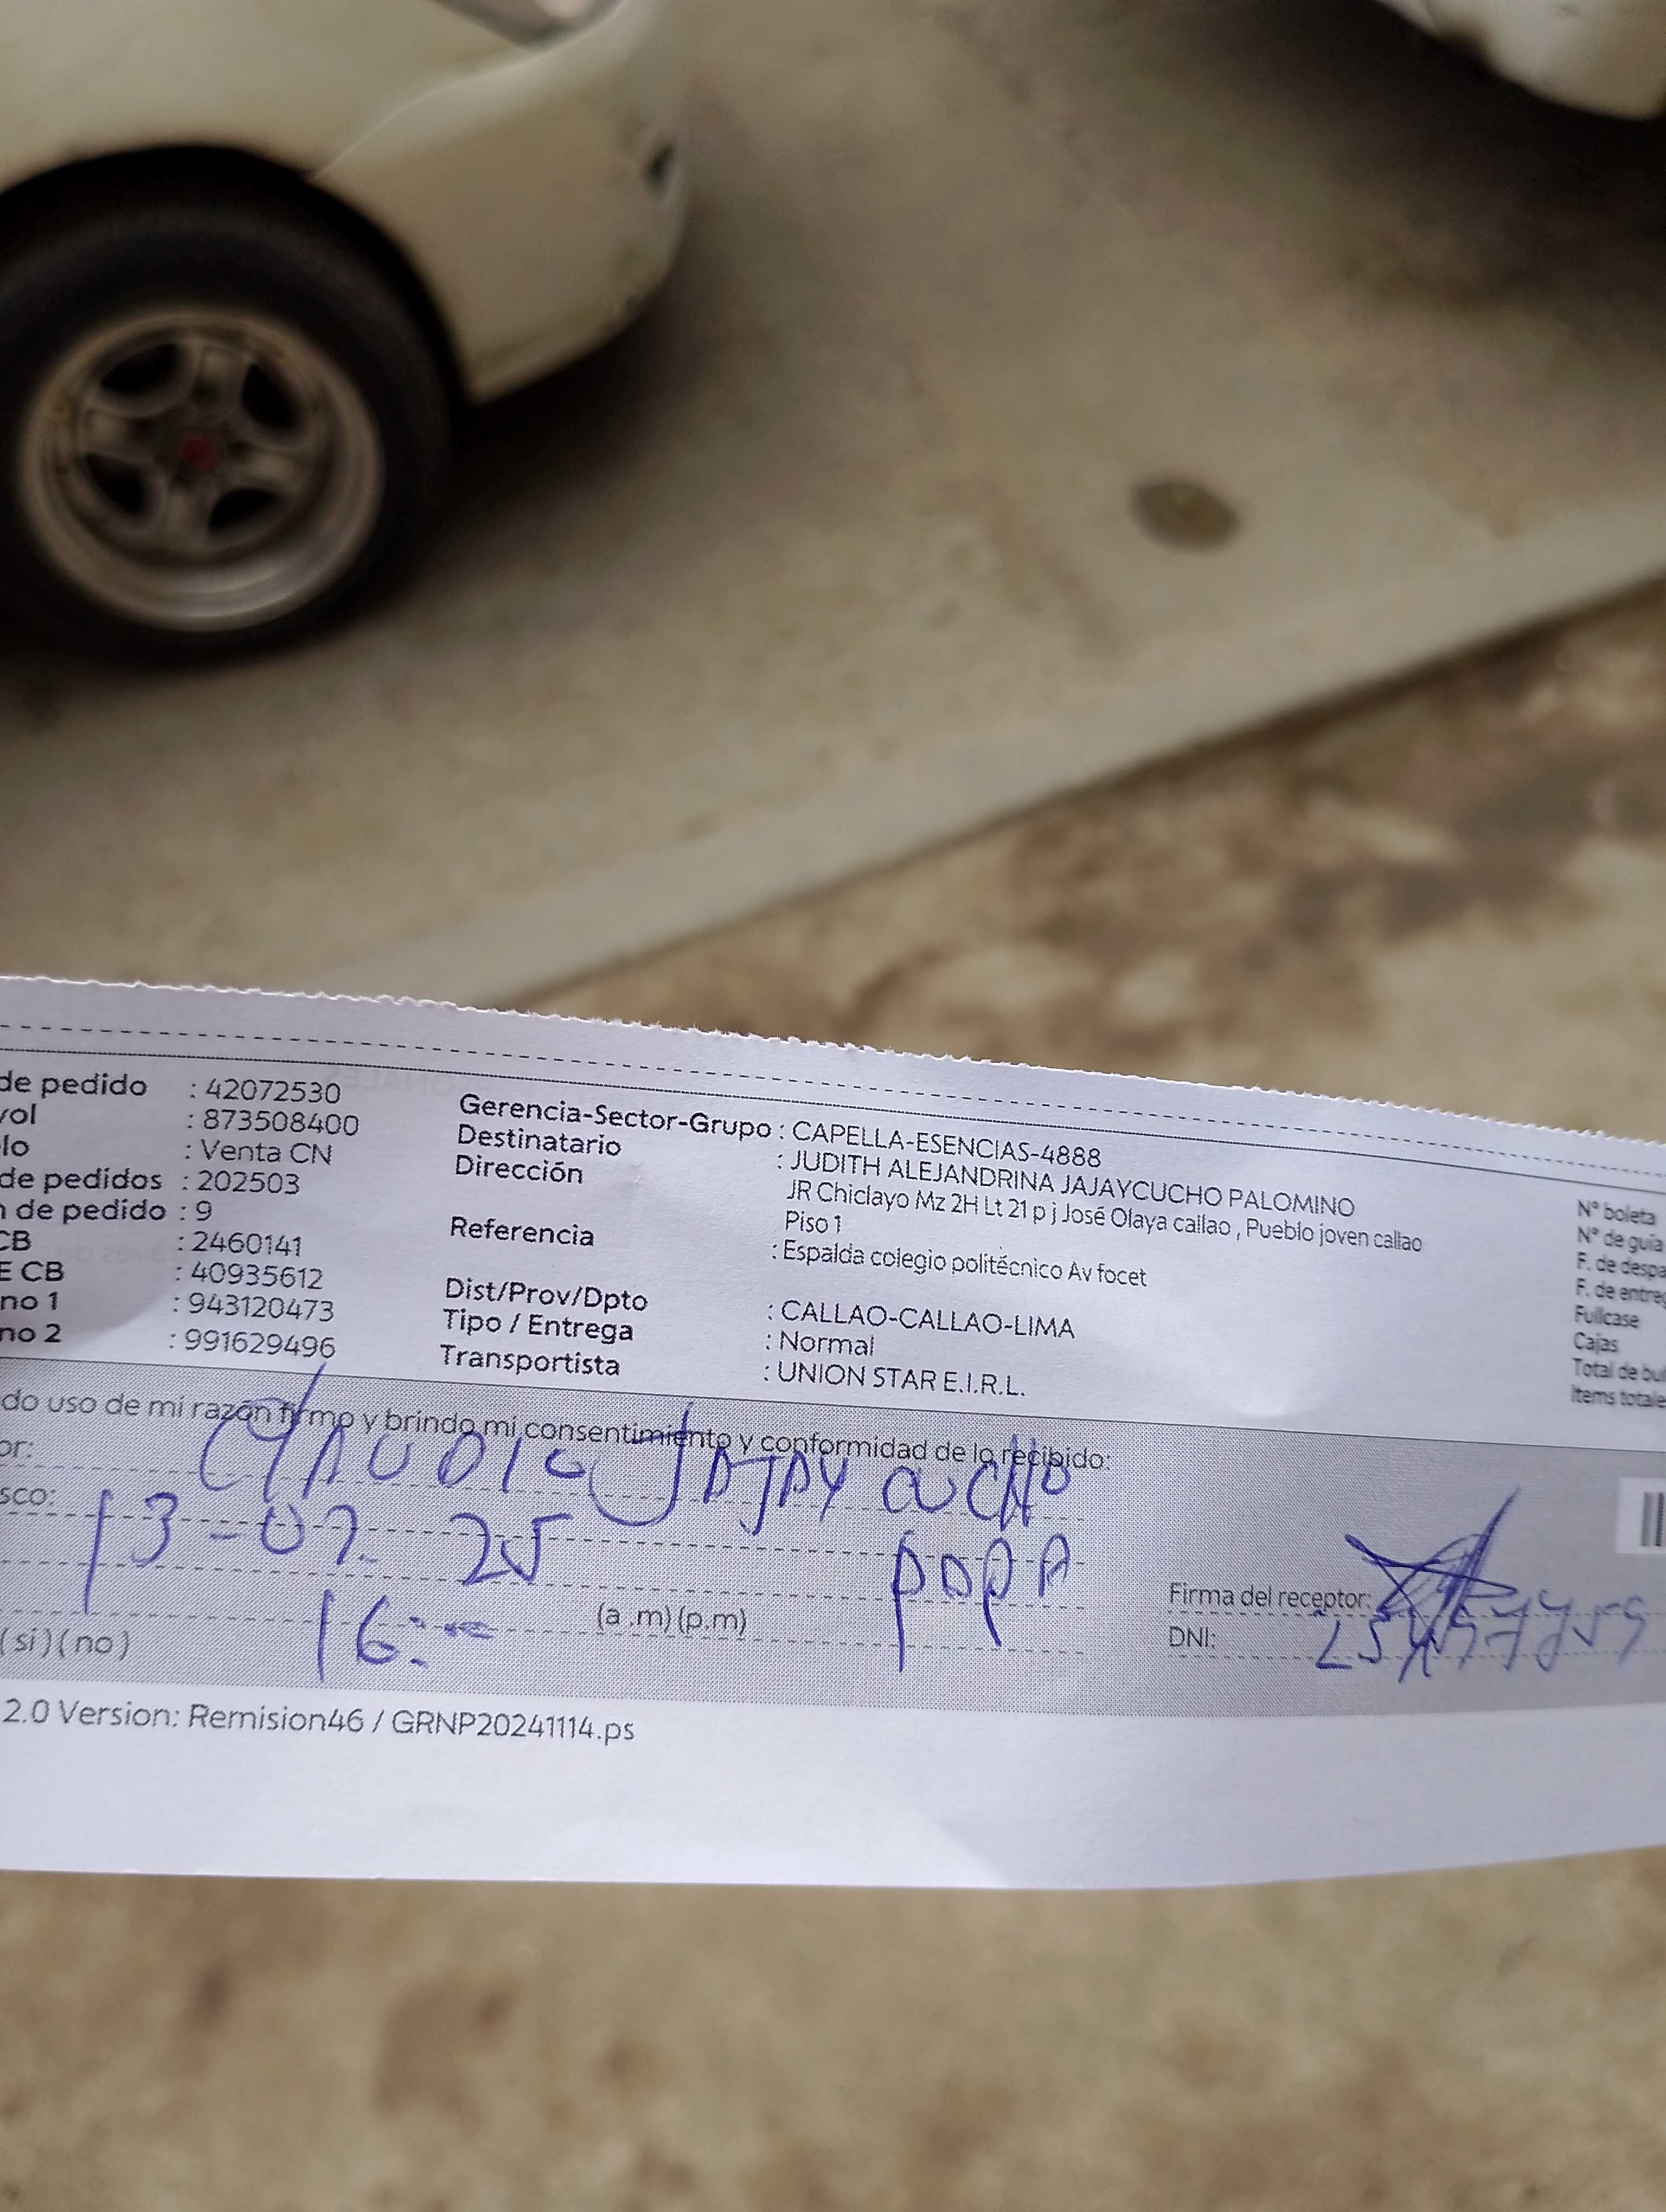 de pedido : 42072530
vol : 873508400
lo : Venta CN
de pedidos : 202503
n de pedido : 9
CB : 2460141
E CB : 40935612
no 1 : 943120473
no 2 : 991629496
Gerencia-Sector-Grupo : CAPELLA-ESENCIAS-4888
Destinatario : JUDITH ALEJANDRINA JAJAYCUCHO PALOMINO
Dirección JR Chiclayo Mz 2H Lt 21 p j José Olaya callao , Pueblo joven callao
Piso 1
Referencia : Espalda colegio politécnico Av focet
Dist/Prov/Dpto : CALLAO-CALLAO-LIMA
Tipo / Entrega : Normal
Transportista : UNION STAR E.I.R.L.
Nº boleta
Nº de guía
F. de despa
F. de entreg
Fullcase
Cajas
Total de bul
Items totale
do uso de mi razón firmo y brindo mi consentimiento y conformidad de lo recibido:
or: CLAUDIO JAJAYCUCHO
sco: PAPA
13-02-25
16:00 (a .m) (p.m)
(si) (no)
Firma del receptor:
DNI:
2.0 Version: Remision46 / GRNP20241114.ps